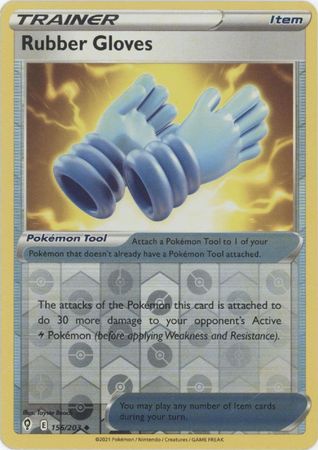 TRAINER Item
Rubber Gloves
Pokémon Tool Attach a Pokémon Tool to 1 of your
Pokémon that doesn't already have a Pokémon Tool attached.
The attacks of the Pokémon this card is attached to
do 30 more damage to your opponent's Active
Pokémon (before applying Weakness and Resistance).
Illus. Toyste Beach
E 156/203
You may play any number of Item cards
during your turn.
©2021 Pokémon / Nintendo / Creatures / GAME FREAK